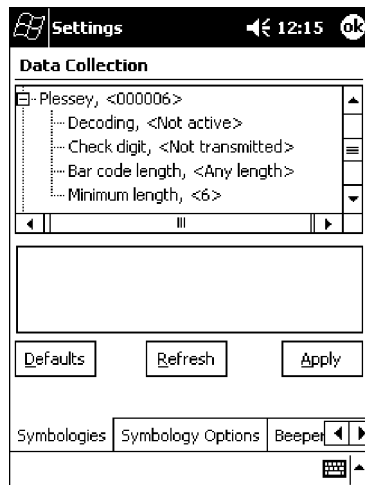 Settings 12:15 ok
Data Collection
Plessey, <000006>
Decoding, <Not active>
Check digit, <Not transmitted>
Bar code length, <Any length>
Minimum length, <6>
Defaults Refresh Apply
Symbologies Symbology Options Beeper